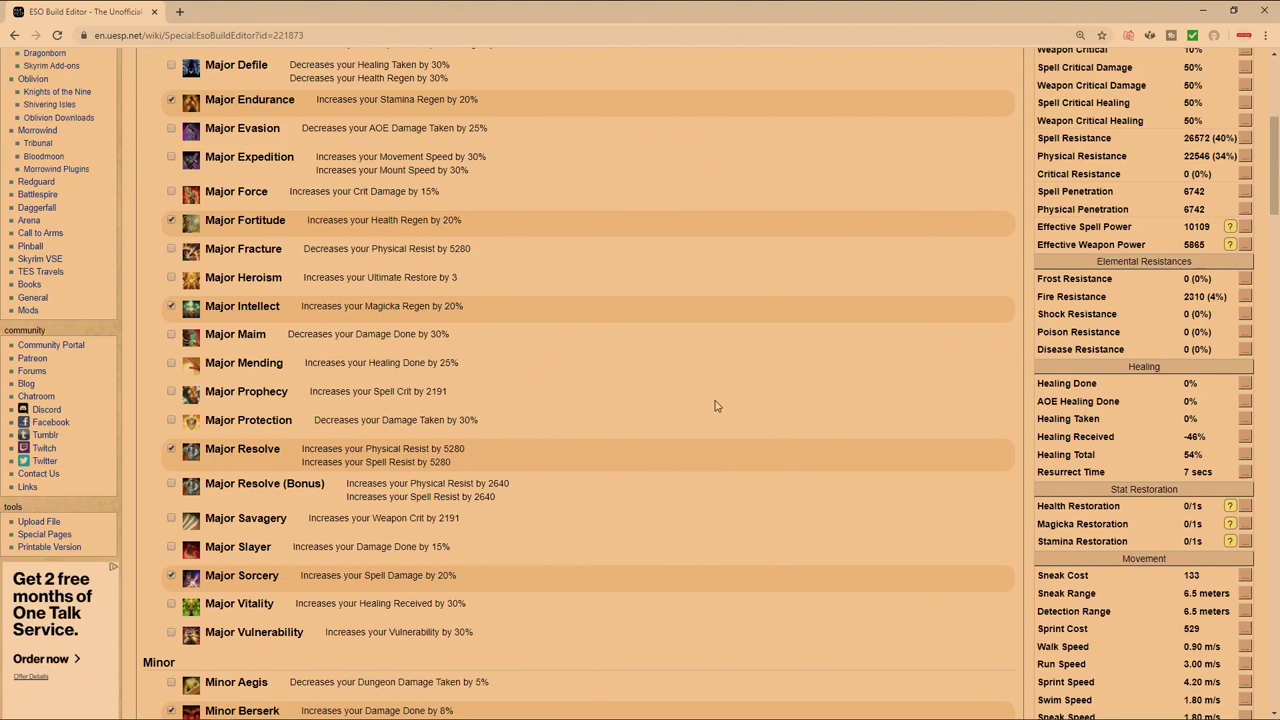 ESO Build Editor - The Unofficial
en.uesp.net/wiki/Special:EsoBuildEditor?id=221873
Dragonborn
Skyrim Add-ons
Oblivion
Knights of the Nine
Shivering Isles
Oblivion Downloads
Morrowind
Tribunal
Bloodmoon
Morrowind Plugins
Redguard
Battlespire
Daggerfall
Arena
Call to Arms
Pinball
Skyrim VSE
TES Travels
Books
General
Mods
community
Community Portal
Patreon
Forums
Blog
Chatroom
Discord
Facebook
Tumblr
Twitch
Twitter
Contact Us
Links
tools
Upload File
Special Pages
Printable Version
Get 2 free
months of
One Talk
Service.
Order now
Offer Details
Major Defile Decreases your Healing Taken by 30%
Decreases your Health Regen by 30%
Major Endurance Increases your Stamina Regen by 20%
Major Evasion Decreases your AOE Damage Taken by 25%
Major Expedition Increases your Movement Speed by 30%
Increases your Mount Speed by 30%
Major Force Increases your Crit Damage by 15%
Major Fortitude Increases your Health Regen by 20%
Major Fracture Decreases your Physical Resist by 5280
Major Heroism Increases your Ultimate Restore by 3
Major Intellect Increases your Magicka Regen by 20%
Major Maim Decreases your Damage Done by 30%
Major Mending Increases your Healing Done by 25%
Major Prophecy Increases your Spell Crit by 2191
Major Protection Decreases your Damage Taken by 30%
Major Resolve Increases your Physical Resist by 5280
Increases your Spell Resist by 5280
Major Resolve (Bonus) Increases your Physical Resist by 2640
Increases your Spell Resist by 2640
Major Savagery Increases your Weapon Crit by 2191
Major Slayer Increases your Damage Done by 15%
Major Sorcery Increases your Spell Damage by 20%
Major Vitality Increases your Healing Received by 30%
Major Vulnerability Increases your Vulnerability by 30%
Minor
Minor Aegis Decreases your Dungeon Damage Taken by 5%
Minor Berserk Increases your Damage Done by 8%
Weapon Critical 10% ...
Spell Critical Damage 50% ...
Weapon Critical Damage 50% ...
Spell Critical Healing 50% ...
Weapon Critical Healing 50% ...
Spell Resistance 26572 (40%) ...
Physical Resistance 22546 (34%) ...
Critical Resistance 0 (0%) ...
Spell Penetration 6742 ...
Physical Penetration 6742 ...
Effective Spell Power 10109 ? ...
Effective Weapon Power 5865 ? ...
Elemental Resistances
Frost Resistance 0 (0%) ...
Fire Resistance 2310 (4%) ...
Shock Resistance 0 (0%) ...
Poison Resistance 0 (0%) ...
Disease Resistance 0 (0%) ...
Healing
Healing Done 0% ...
AOE Healing Done 0% ...
Healing Taken 0% ...
Healing Received -46% ...
Healing Total 54% ...
Resurrect Time 7 secs ...
Stat Restoration
Health Restoration 0/1s ? ...
Magicka Restoration 0/1s ? ...
Stamina Restoration 0/1s ? ...
Movement
Sneak Cost 133 ...
Sneak Range 6.5 meters ...
Detection Range 6.5 meters ...
Sprint Cost 529 ...
Walk Speed 0.90 m/s ...
Run Speed 3.00 m/s ...
Sprint Speed 4.20 m/s ...
Swim Speed 1.80 m/s ...
Sneak Speed 1.80 m/s ...